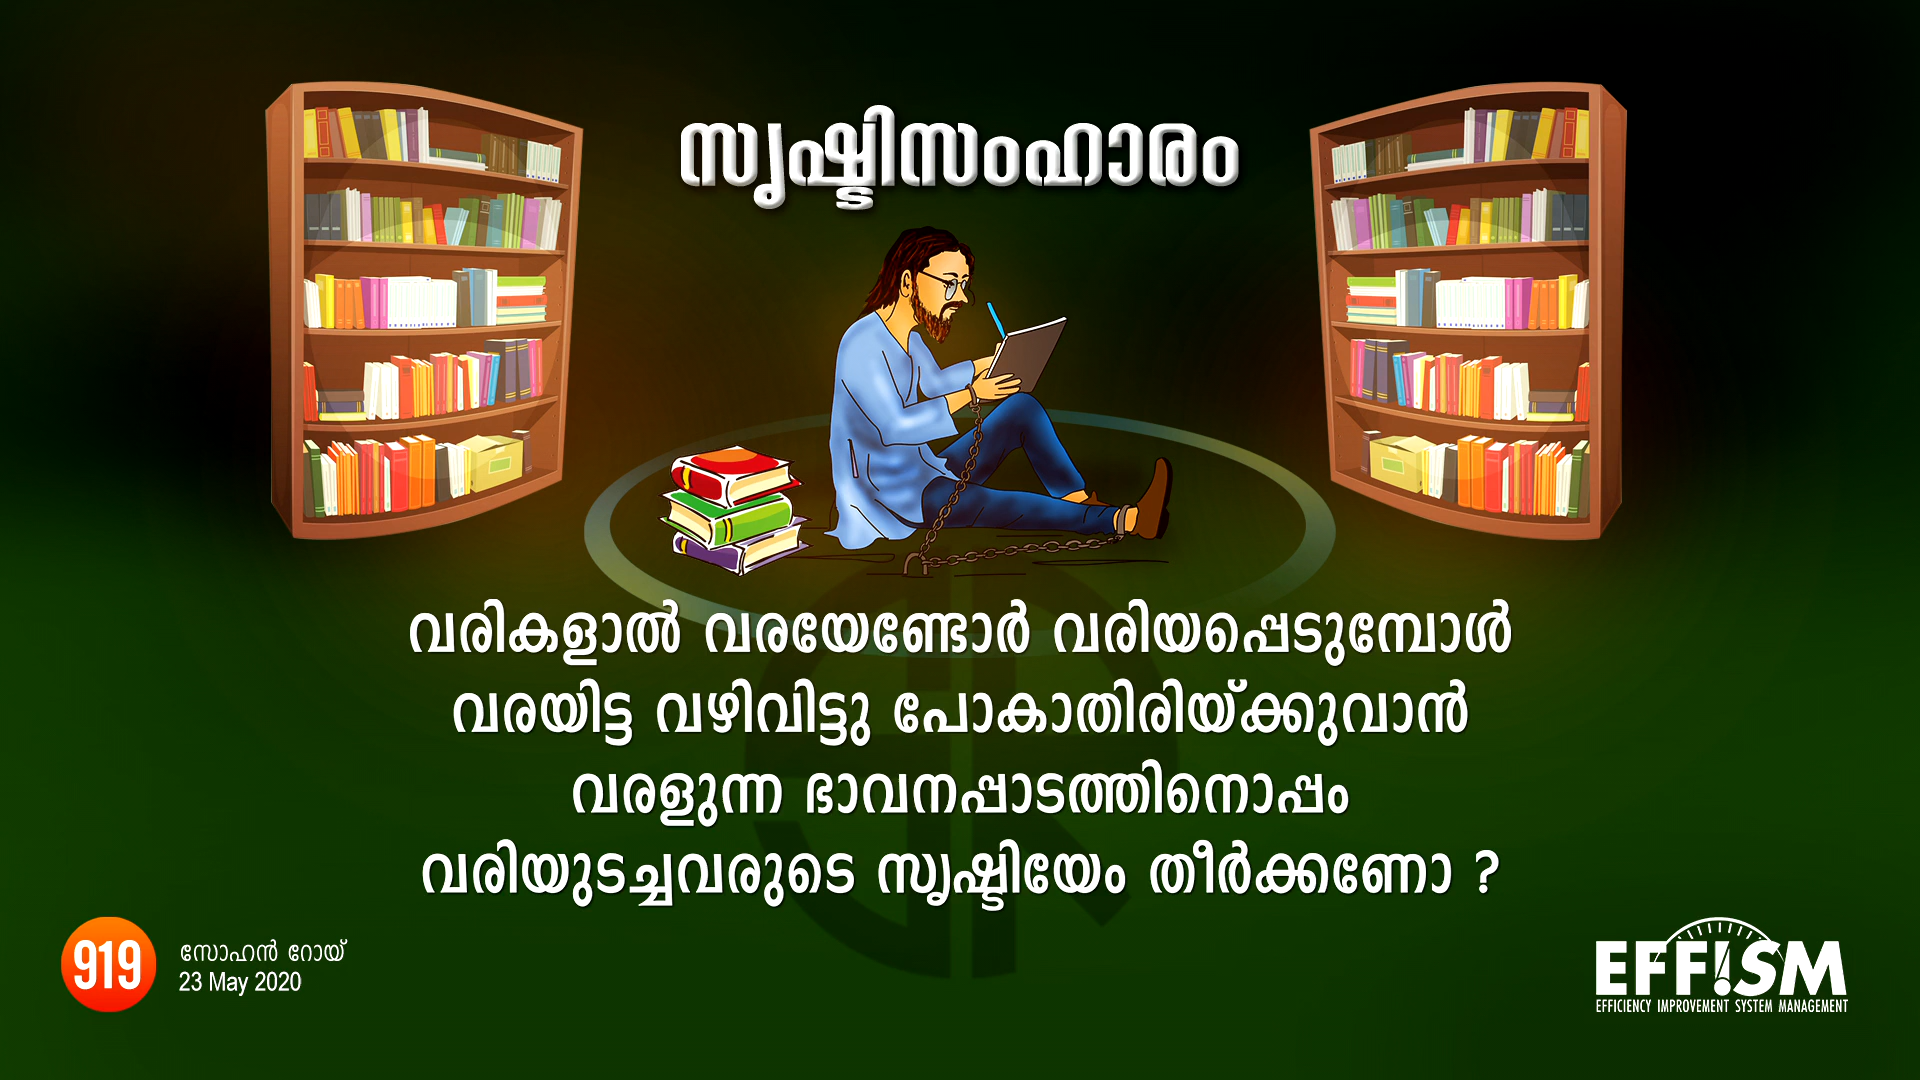 സൃഷ്ടിസംഹാരം
വരികളാൽ വരയേണ്ടോർ വരിയപ്പെടുമ്പോൾ
വരയിട്ട വഴിവിട്ടു പോകാതിരിയ്ക്കുവാൻ
വരളുന്ന ഭാവനപ്പാടത്തിനൊപ്പം
വരിയുടച്ചവരുടെ സൃഷ്ടിയേം തീർക്കണോ ?
919
സോഹൻ റോയ്
23 May 2020
EFF!SM
EFFICIENCY IMPROVEMENT SYSTEM MANAGEMENT